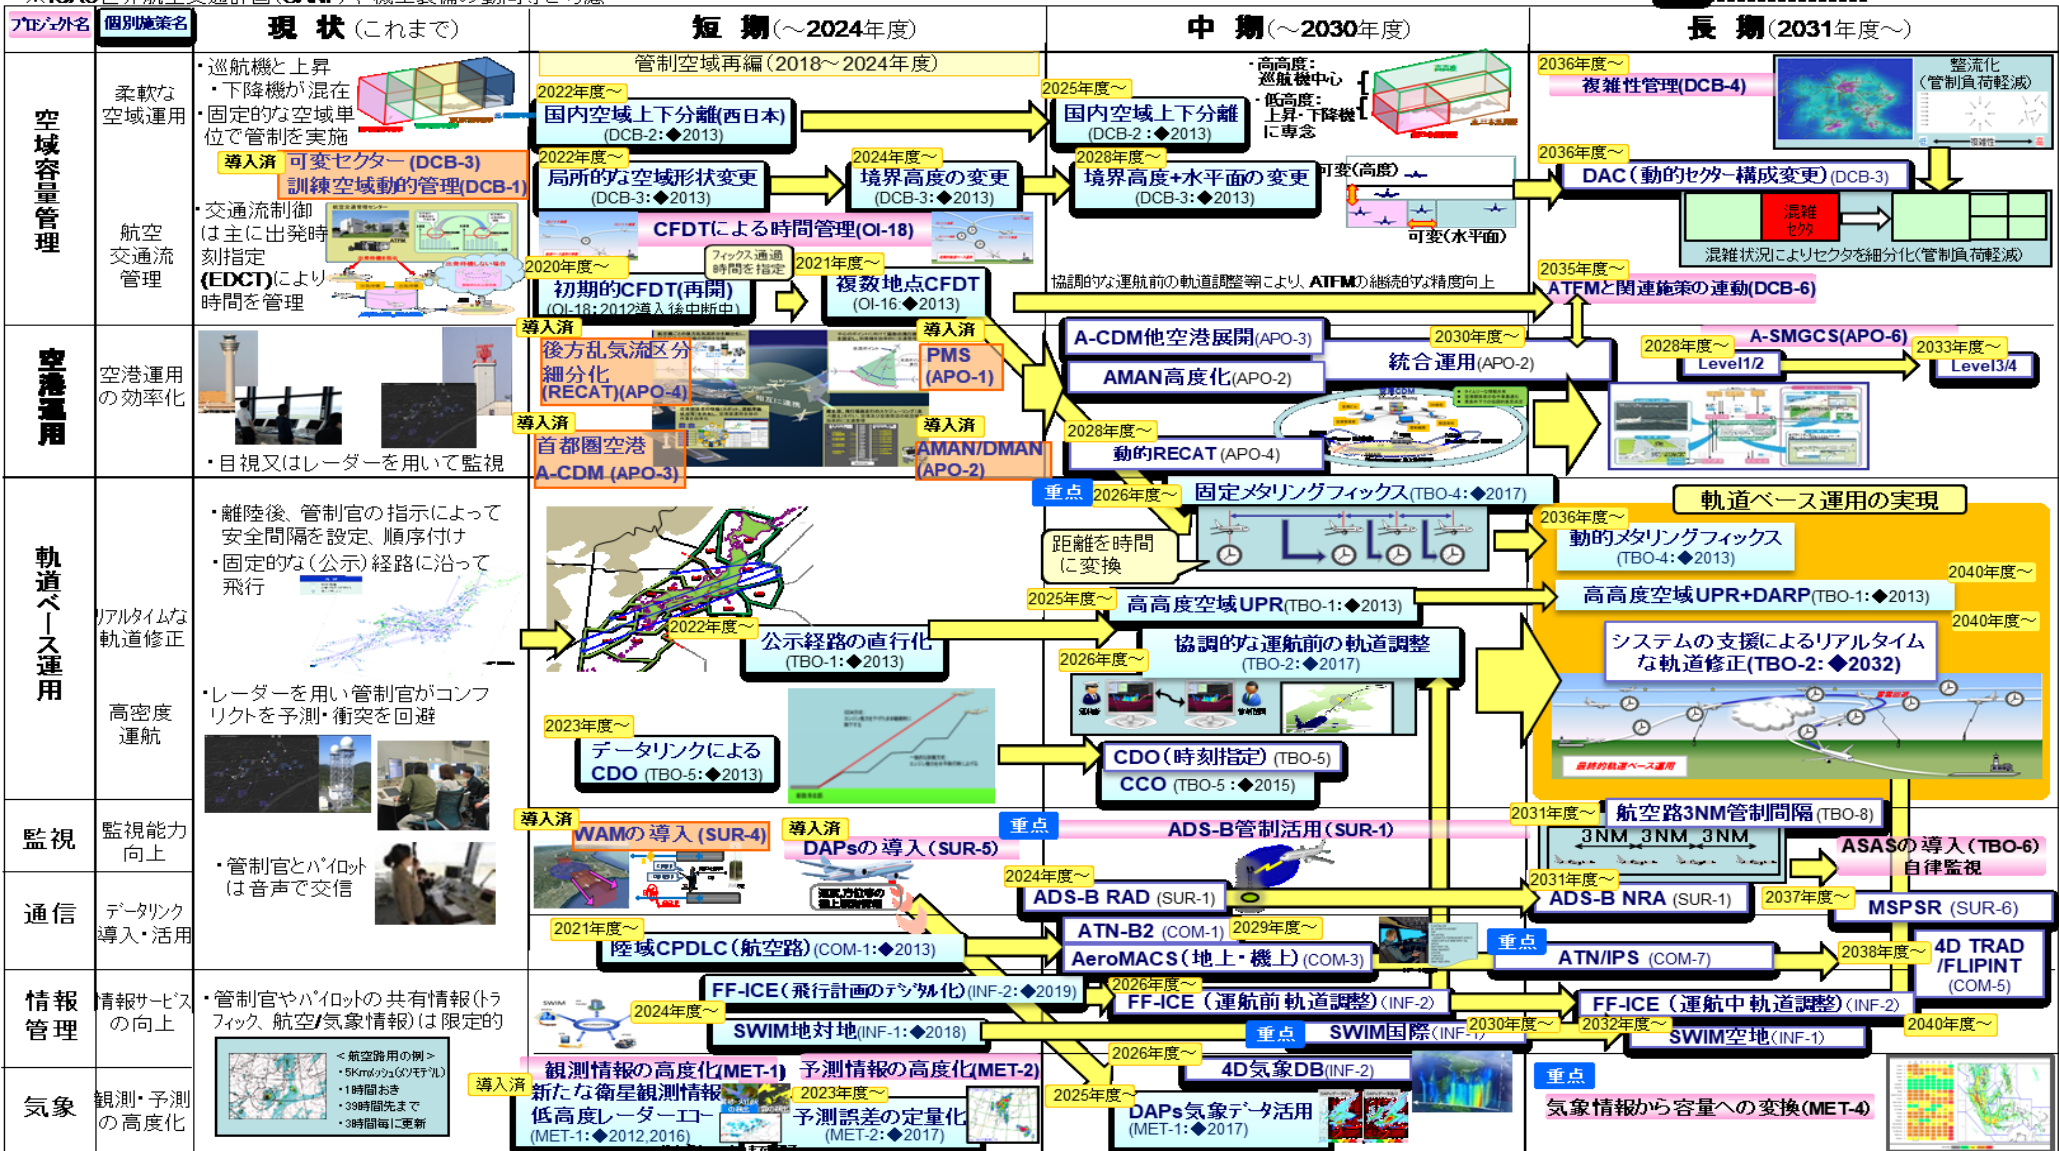 プロジェクト名
個別施策名
現 状(これまで)
短 期(～2024年度)
中 期(～2030年度)
長 期(2031年度～)
空域容量管理
柔軟な
空域運用
航空
交通流
管理
・巡航機と上昇
・下降機が混在
・固定的な空域単
位で管制を実施
導入済
可変セクター(DCB-3)
訓練空域動的管理(DCB-1)
・交通流制御
は主に出発時
刻指定
(EDCT)により
時間を管理
管制空域再編(2018～2024年度)
2022年度～
国内空域上下分離(西日本)
(DCB-2:◆2013)
2025年度～
国内空域上下分離
(DCB-2:◆2013)
・高高度:
巡航機中心
・低高度:
上昇・下降機
に専念
2036年度～
複雑性管理(DCB-4)
整流化
(管制負荷軽減)
低
複雑性
高
2022年度～
局所的な空域形状変更
(DCB-3:◆2013)
2024年度～
境界高度の変更
(DCB-3:◆2013)
2028年度～
境界高度+水平面の変更
(DCB-3:◆2013)
可変(高度)
可変(水平面)
2036年度～
DAC(動的セクター構成変更)(DCB-3)
混雑
セクタ
混雑状況によりセクタを細分化(管制負荷軽減)
CFDTによる時間管理(OI-18)
フィックス通過
時間を指定
2020年度～
初期的CFDT(再開)
(OI-18:2012導入後中断中)
2021年度～
複数地点CFDT
(OI-16:◆2013)
協調的な運航前の軌道調整等により、ATFMの継続的な精度向上
2035年度～
ATFMと関連施策の連動(DCB-6)
空港運用
空港運用
の効率化
・目視又はレーダーを用いて監視
導入済
後方乱気流区分
細分化
(RECAT)(APO-4)
導入済
PMS
(APO-1)
導入済
首都圏空港
A-CDM (APO-3)
導入済
AMAN/DMAN
(APO-2)
相互に連携
A-CDM他空港展開(APO-3)
AMAN高度化(APO-2)
2030年度～
統合運用(APO-2)
2028年度～
動的RECAT (APO-4)
A-SMGCS(APO-6)
2028年度～
Level1/2
2033年度～
Level3/4
軌道ベース運用
リアルタイムな
軌道修正
高密度
運航
・離陸後、管制官の指示によって
安全間隔を設定、順序付け
・固定的な(公示)経路に沿って
飛行
・レーダーを用い管制官がコンフ
リクトを予測・衝突を回避
2022年度～
公示経路の直行化
(TBO-1:◆2013)
2023年度～
データリンクによる
CDO (TBO-5:◆2013)
重点
2026年度～
固定メタリングフィックス(TBO-4:◆2017)
距離を時間
に変換
2025年度～
高高度空域UPR(TBO-1:◆2013)
協調的な運航前の軌道調整
(TBO-2:◆2017)
2026年度～
CDO(時刻指定)(TBO-5)
CCO (TBO-5 :◆2015)
軌道ベース運用の実現
2036年度～
動的メタリングフィックス
(TBO-4:◆2013)
2040年度～
高高度空域UPR+DARP(TBO-1:◆2013)
2040年度～
システムの支援によるリアルタイム
な軌道修正(TBO-2:◆2032)
最終的軌道ベース運用
監視
監視能力
向上
通信
データリンク
導入・活用
・管制官とパイロット
は音声で交信
導入済
WAMの導入(SUR-4)
導入済
DAPsの導入(SUR-5)
重点
ADS-B管制活用(SUR-1)
2024年度～
ADS-B RAD (SUR-1)
2031年度～
航空路3NM管制間隔(TBO-8)
3NM 3NM 3NM
ASASの導入(TBO-6)
自律監視
2031年度～
ADS-B NRA (SUR-1)
2037年度～
MSPSR (SUR-6)
2021年度～
陸域CPDLC(航空路)(COM-1:◆2013)
ATN-B2 (COM-1)
2029年度～
AeroMACS(地上・機上)(COM-3)
重点
ATN/IPS (COM-7)
2038年度～
4D TRAD
/FLIPINT
(COM-5)
情報
管理
情報サービス
の向上
・管制官やパイロットの共有情報(トラ
フィック、航空/気象情報)は限定的
SWIM
FF-ICE(飛行計画のデジタル化)(INF-2:◆2019)
2024年度～
SWIM地対地(INF-1:◆2018)
2026年度～
FF-ICE (運航前軌道調整)(INF-2)
重点
SWIM国際(INF-1)
2030年度～
FF-ICE (運航中軌道調整)(INF-2)
2032年度～
SWIM空地(INF-1)
2040年度～
気象
観測・予測
の高度化
<航空路用の例>
・5Kmメッシュ(メソモデル)
・1時間おき
・39時間先まで
・3時間毎に更新
観測情報の高度化(MET-1)
導入済
新たな衛星観測情報
低高度レーダーエコー
(MET-1:◆2012,2016)
予測情報の高度化(MET-2)
2023年度～
予測誤差の定量化
(MET-2:◆2017)
2026年度～
4D気象DB(INF-2)
2025年度～
DAPs気象データ活用
(MET-1:◆2017)
重点
気象情報から容量への変換(MET-4)